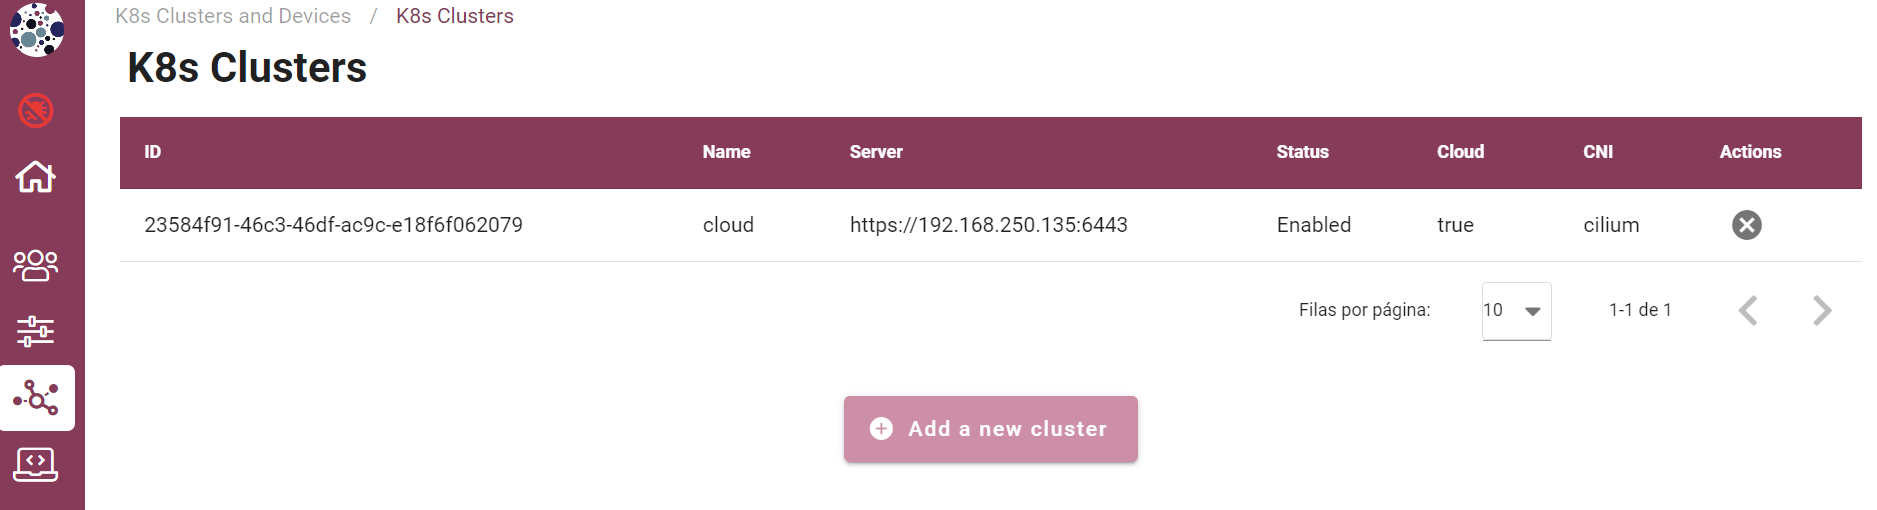 K8s Clusters and Devices / K8s Clusters
K8s Clusters
ID Name Server Status Cloud CNI Actions
23584f91-46c3-46df-ac9c-e18f6f062079 cloud https://192.168.250.135:6443 Enabled true cilium
Filas por página: 10 1-1 de 1
Add a new cluster